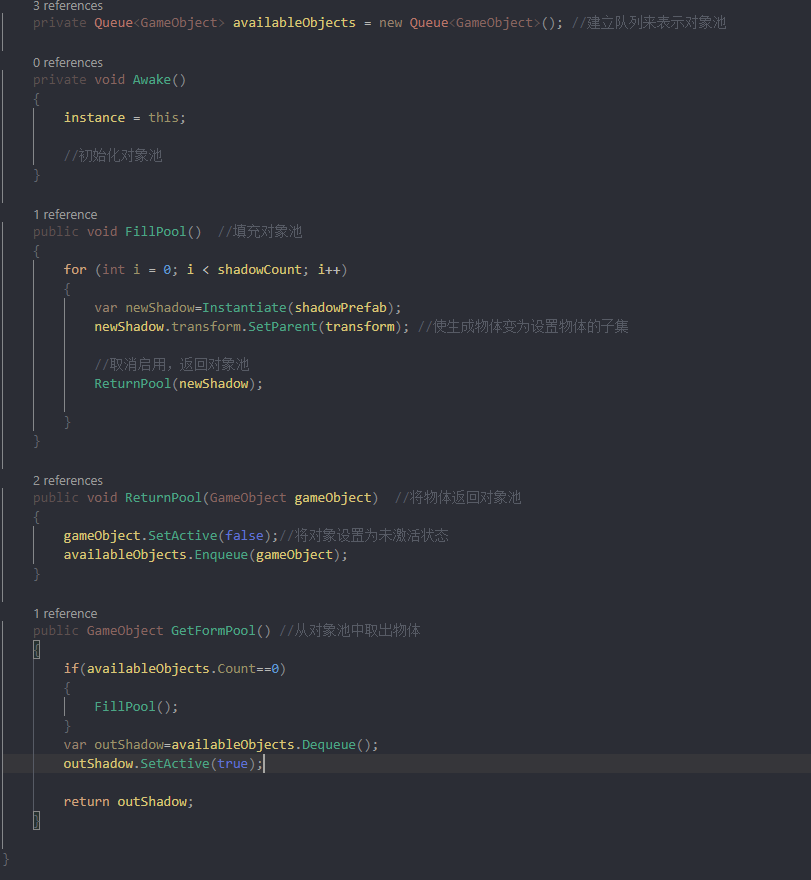 3 references
private Queue<GameObject> availableObjects = new Queue<GameObject>(); //建立队列来表示对象池
0 references
private void Awake()
{
instance = this;
//初始化对象池
}
1 reference
public void FillPool()  //填充对象池
{
for (int i = 0; i < shadowCount; i++)
{
var newShadow=Instantiate(shadowPrefab);
newShadow.transform.SetParent(transform); //使生成物体变为设置物体的子集
//取消启用，返回对象池
ReturnPool(newShadow);
}
}
2 references
public void ReturnPool(GameObject gameObject)  //将物体返回对象池
{
gameObject.SetActive(false);//将对象设置为未激活状态
availableObjects.Enqueue(gameObject);
}
1 reference
public GameObject GetFormPool() //从对象池中取出物体
{
if(availableObjects.Count==0)
{
FillPool();
}
var outShadow=availableObjects.Dequeue();
outShadow.SetActive(true);
return outShadow;
}
}